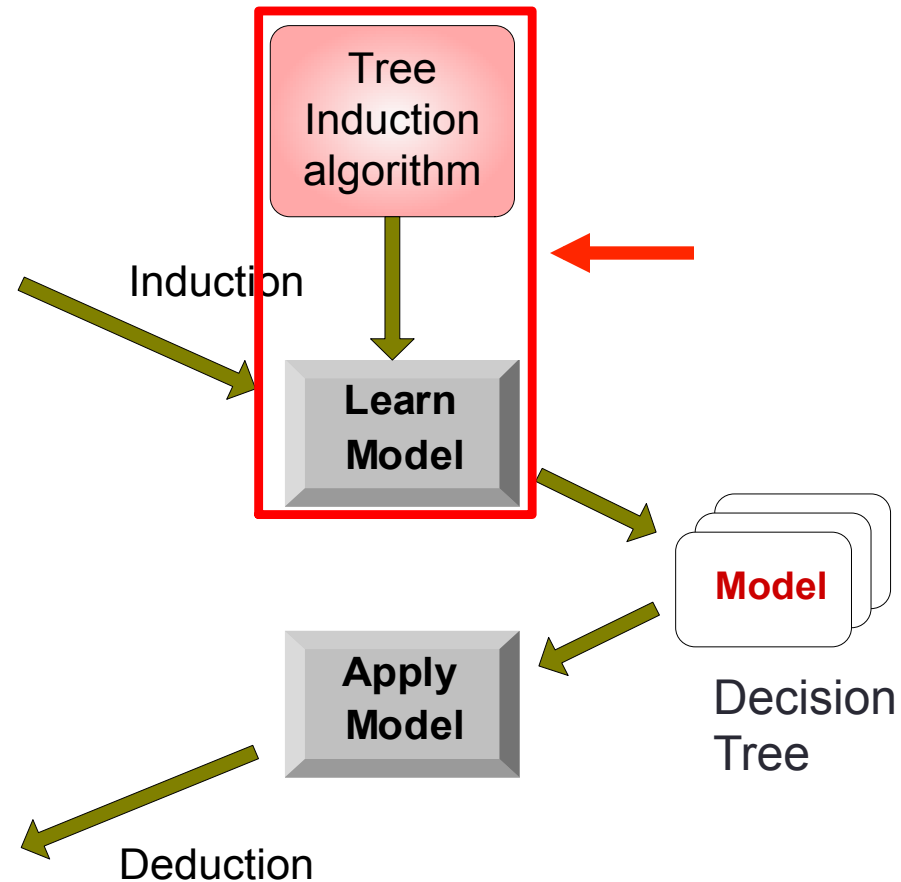 Tree
Induction
algorithm
Induction
Learn
Model
Model
Apply
Model
Decision
Tree
Deduction